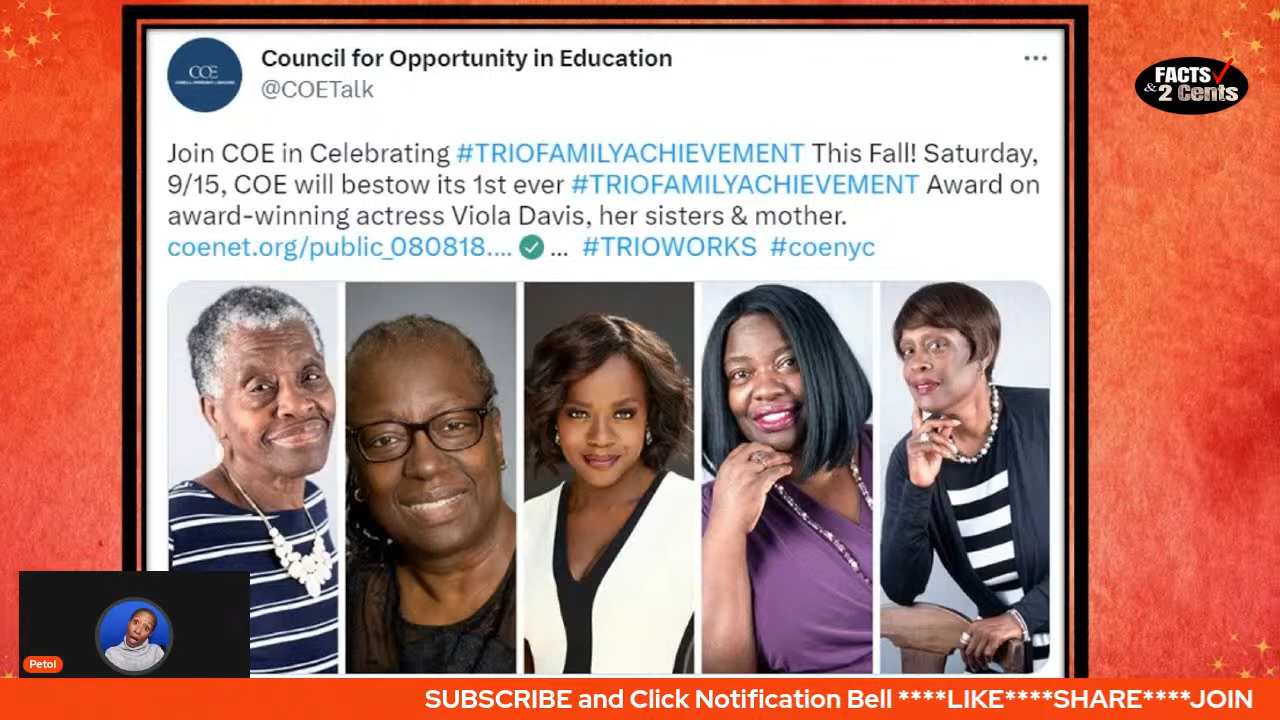 Council for Opportunity in Education
@COETalk
COE
FACTS
& 2 Cents
Join COE in Celebrating #TRIOFAMILYACHIEVEMENT This Fall! Saturday,
9/15, COE will bestow its 1st ever #TRIOFAMILYACHIEVEMENT Award on
award-winning actress Viola Davis, her sisters & mother.
coenet.org/public_080818.... ... #TRIOWORKS #coenyc
Petol
SUBSCRIBE and Click Notification Bell ****LIKE****SHARE****JOIN